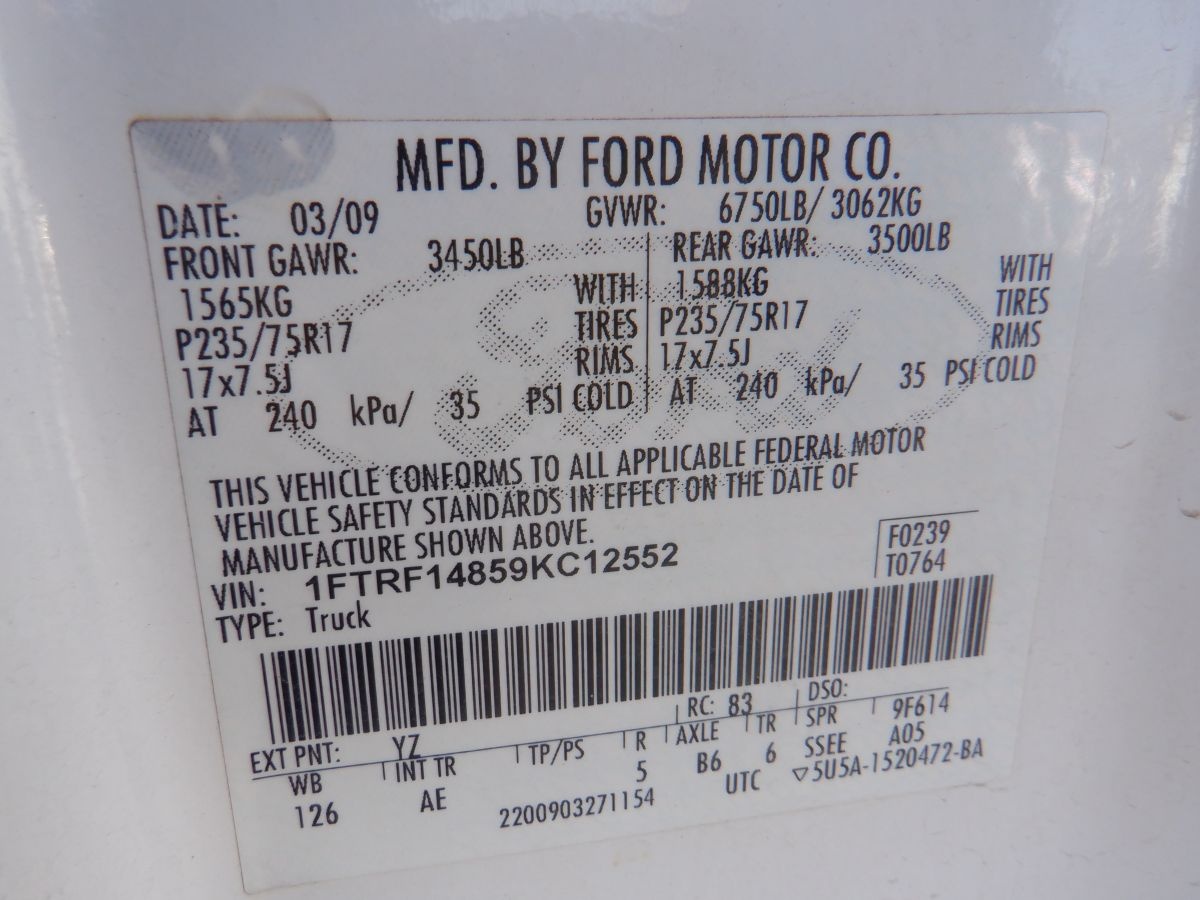 MFD. BY FORD MOTOR CO.
DATE: 03/09 GVWR: 6750LB/ 3062KG
FRONT GAWR: 3450LB REAR GAWR: 3500LB
1565KG WITH 1588KG WITH
P235/75R17 TIRES P235/75R17 TIRES
17x7.5J RIMS 17x7.5J RIMS
AT 240 kPa/ 35 PSI COLD AT 240 kPa/ 35 PSI COLD
THIS VEHICLE CONFORMS TO ALL APPLICABLE FEDERAL MOTOR
VEHICLE SAFETY STANDARDS IN EFFECT ON THE DATE OF
MANUFACTURE SHOWN ABOVE.
F0239
VIN: 1FTRF14859KC12552 T0764
TYPE: Truck
RC: 83 DSO:
EXT PNT: YZ
WB INT TR TP/PS R AXLE TR SPR 9F614
126 AE 5 B6 6 SSEE A05
2200903271154 UTC ▽5U5A-1520472-BA
Ford